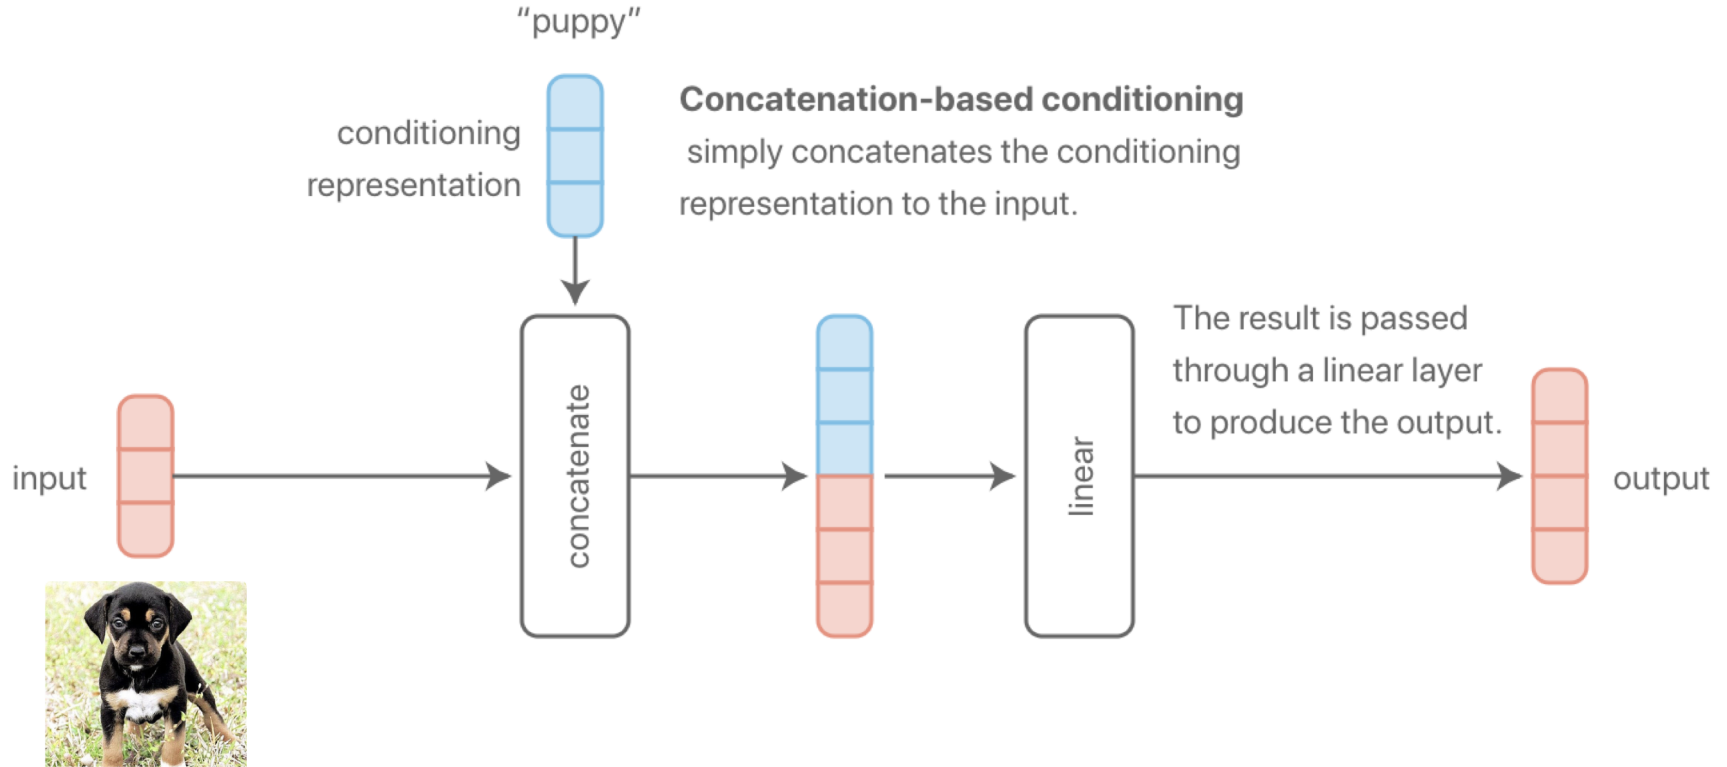 “puppy”
conditioning
representation
Concatenation-based conditioning
simply concatenates the conditioning
representation to the input.
input
concatenate
linear
The result is passed
through a linear layer
to produce the output.
output